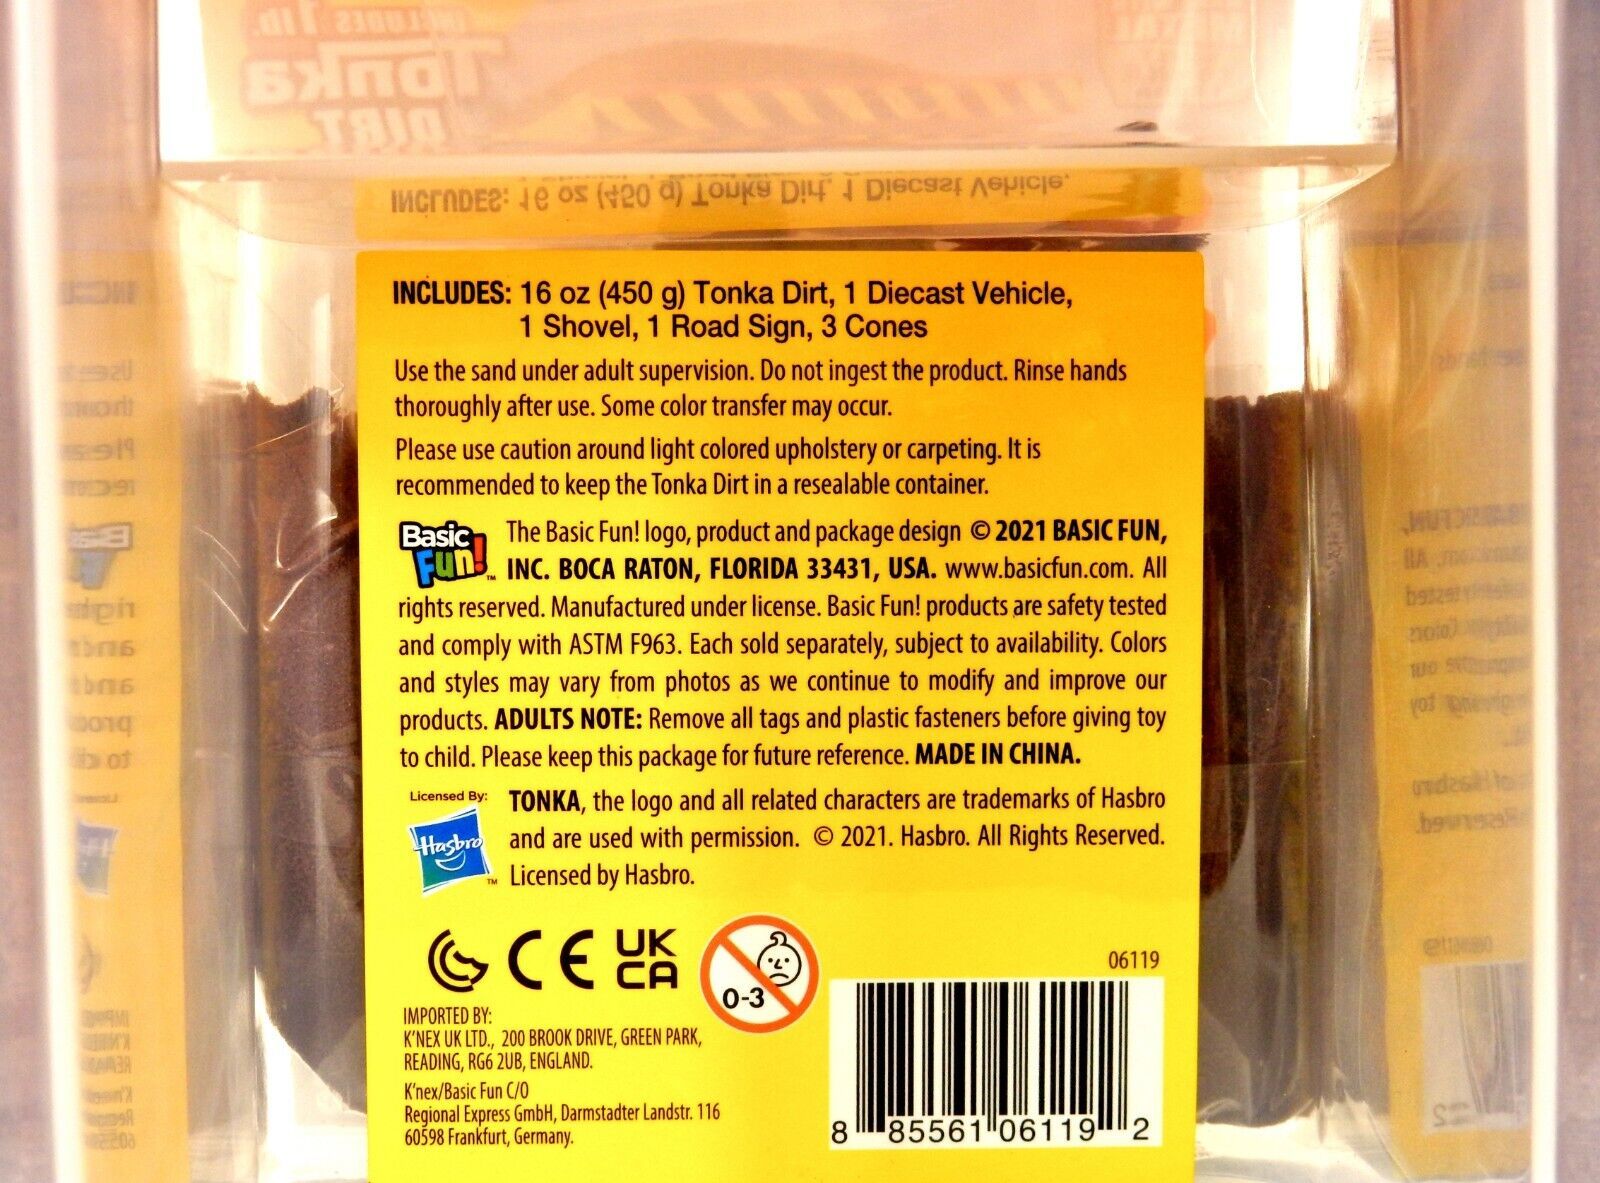 INCLUDES 1 lb.
Tonka
DIRT
INCLUDES: 16 oz (450 g) Tonka Dirt, 1 Diecast Vehicle,
INCLUDES: 16 oz (450 g) Tonka Dirt, 1 Diecast Vehicle,
1 Shovel, 1 Road Sign, 3 Cones
Use the sand under adult supervision. Do not ingest the product. Rinse hands
thoroughly after use. Some color transfer may occur.
Please use caution around light colored upholstery or carpeting. It is
recommended to keep the Tonka Dirt in a resealable container.
Basic
Fun!™
The Basic Fun! logo, product and package design © 2021 BASIC FUN,
INC. BOCA RATON, FLORIDA 33431, USA. www.basicfun.com. All
rights reserved. Manufactured under license. Basic Fun! products are safety tested
and comply with ASTM F963. Each sold separately, subject to availability. Colors
and styles may vary from photos as we continue to modify and improve our
products. ADULTS NOTE: Remove all tags and plastic fasteners before giving toy
to child. Please keep this package for future reference. MADE IN CHINA.
Licensed By:
Hasbro™
TONKA, the logo and all related characters are trademarks of Hasbro
and are used with permission. © 2021. Hasbro. All Rights Reserved.
Licensed by Hasbro.
CE UK
CA
0-3
06119
IMPORTED BY:
K'NEX UK LTD., 200 BROOK DRIVE, GREEN PARK,
READING, RG6 2UB, ENGLAND.
K'nex/Basic Fun C/O
Regional Express GmbH, Darmstadter Landstr. 116
60598 Frankfurt, Germany.
8 85561 06119 2